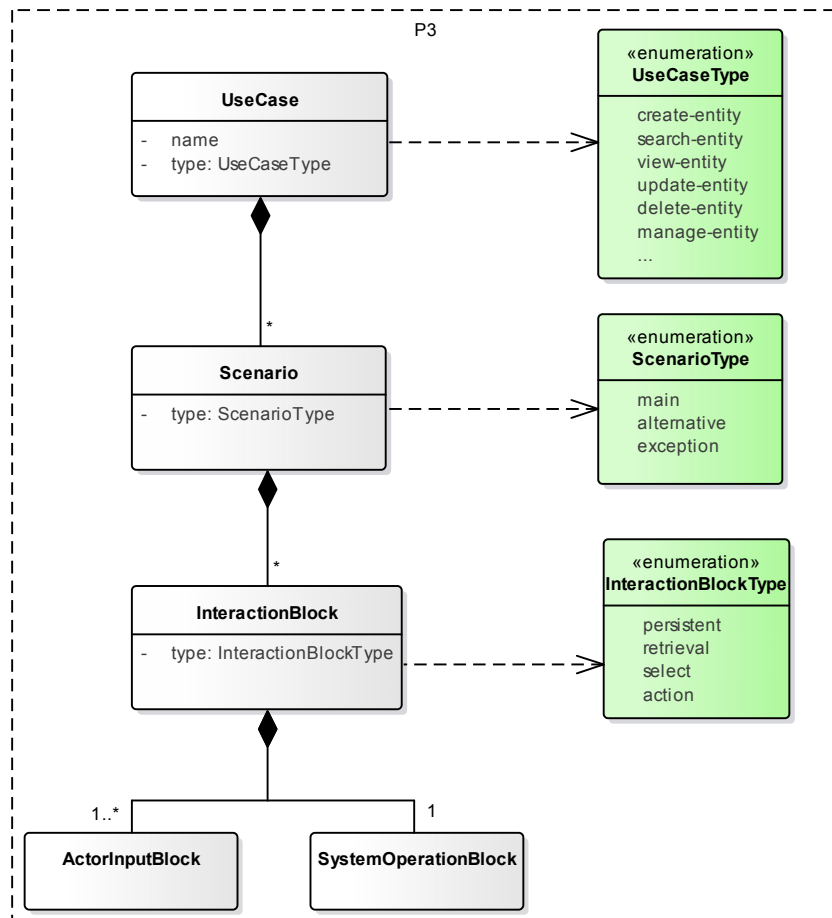 P3
UseCase
- name
- type: UseCaseType
«enumeration»
UseCaseType
create-entity
search-entity
view-entity
update-entity
delete-entity
manage-entity
...
*
Scenario
- type: ScenarioType
«enumeration»
ScenarioType
main
alternative
exception
*
InteractionBlock
- type: InteractionBlockType
«enumeration»
InteractionBlockType
persistent
retrieval
select
action
1..*
1
ActorInputBlock
SystemOperationBlock